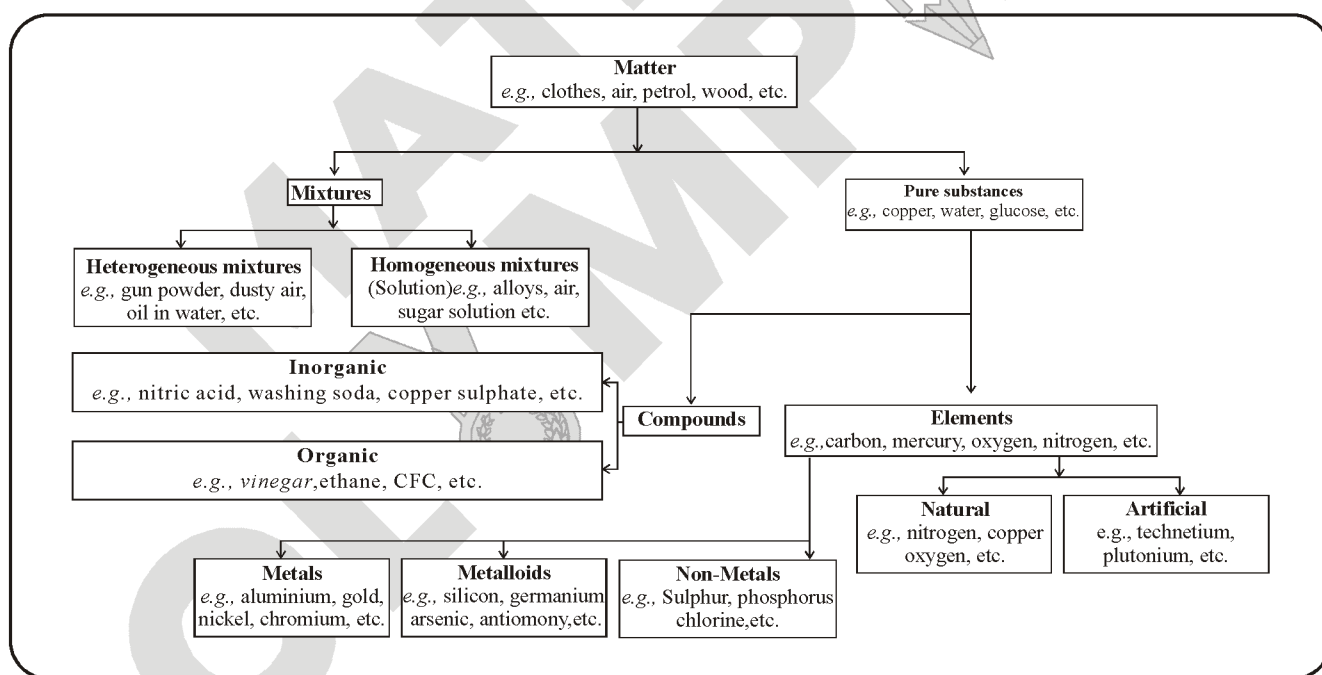 Matter
e.g., clothes, air, petrol, wood, etc.
Mixtures
Pure substances
e.g., copper, water, glucose, etc.
Heterogeneous mixtures
e.g., gun powder, dusty air,
oil in water, etc.
Homogeneous mixtures
(Solution)e.g., alloys, air,
sugar solution etc.
Inorganic
e.g., nitric acid, washing soda, copper sulphate, etc.
Compounds
Organic
e.g., vinegar,ethane, CFC, etc.
Elements
e.g.,carbon, mercury, oxygen, nitrogen, etc.
Natural
e.g., nitrogen, copper
oxygen, etc.
Artificial
e.g., technetium,
plutonium, etc.
Metals
e.g., aluminium, gold,
nickel, chromium, etc.
Metalloids
e.g., silicon, germanium
arsenic, antiomony,etc.
Non-Metals
e.g., Sulphur, phosphorus
chlorine,etc.